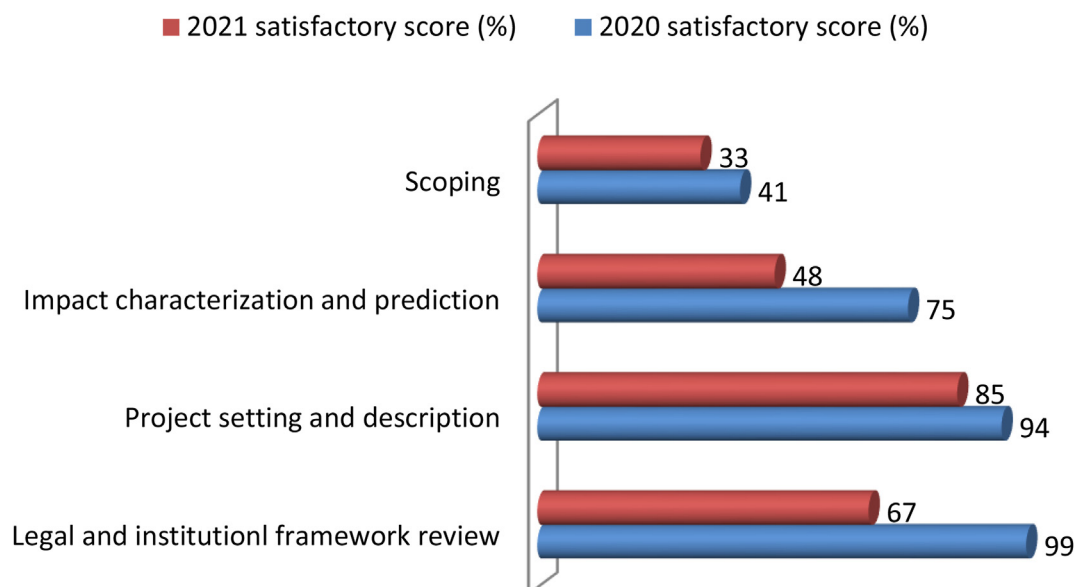 2021 satisfactory score (%) 2020 satisfactory score (%)
Scoping
33
41
Impact characterization and prediction
48
75
Project setting and description
85
94
Legal and institutionl framework review
67
99